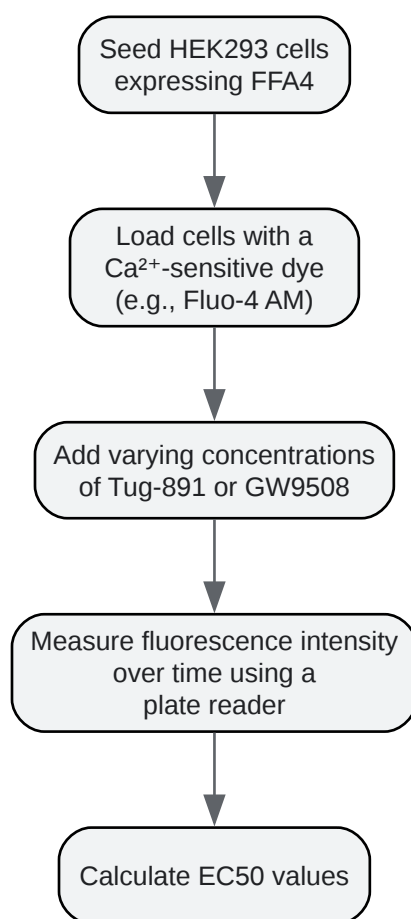 Seed HEK293 cells
expressing FFA4
Load cells with a
Ca²⁺-sensitive dye
(e.g., Fluo-4 AM)
Add varying concentrations
of Tug-891 or GW9508
Measure fluorescence intensity
over time using a
plate reader
Calculate EC50 values